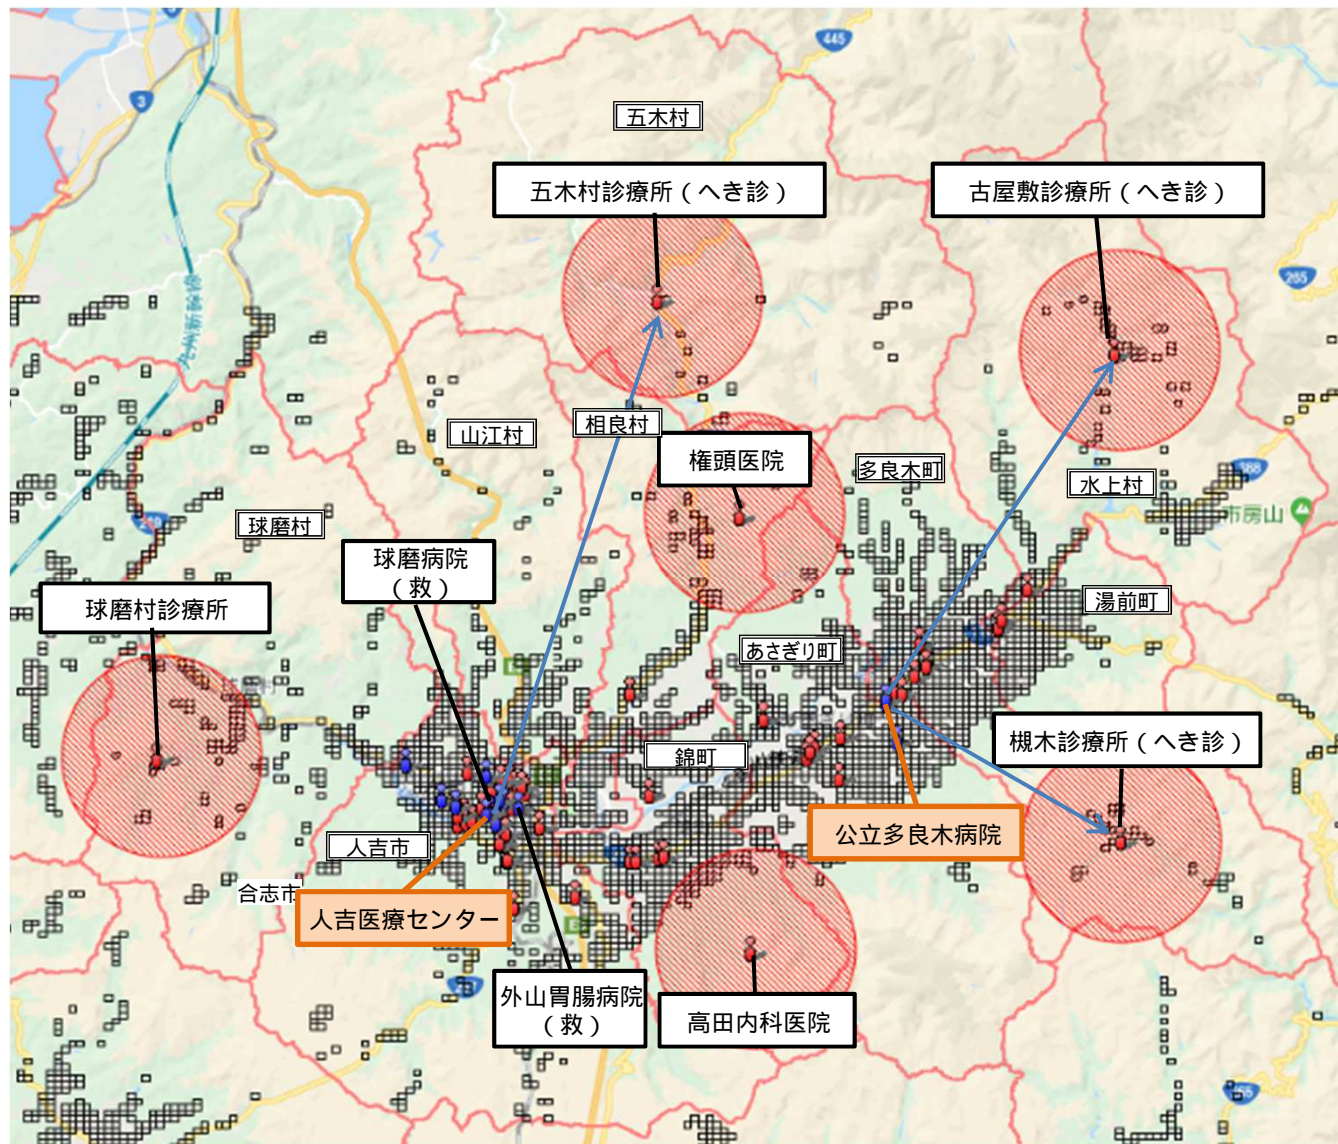 445
3
五木村
五木村診療所（へき診）
古屋敷診療所（へき診）
265
九州新幹線
相良村
山江村
権頭医院
多良木町
388
水上村
市房山
球磨村
球磨病院
（救）
湯前町
球磨村診療所
あさぎり町
槻木診療所（へき診）
錦町
公立多良木病院
人吉市
合志市
人吉医療センター
外山胃腸病院
（救）
高田内科医院